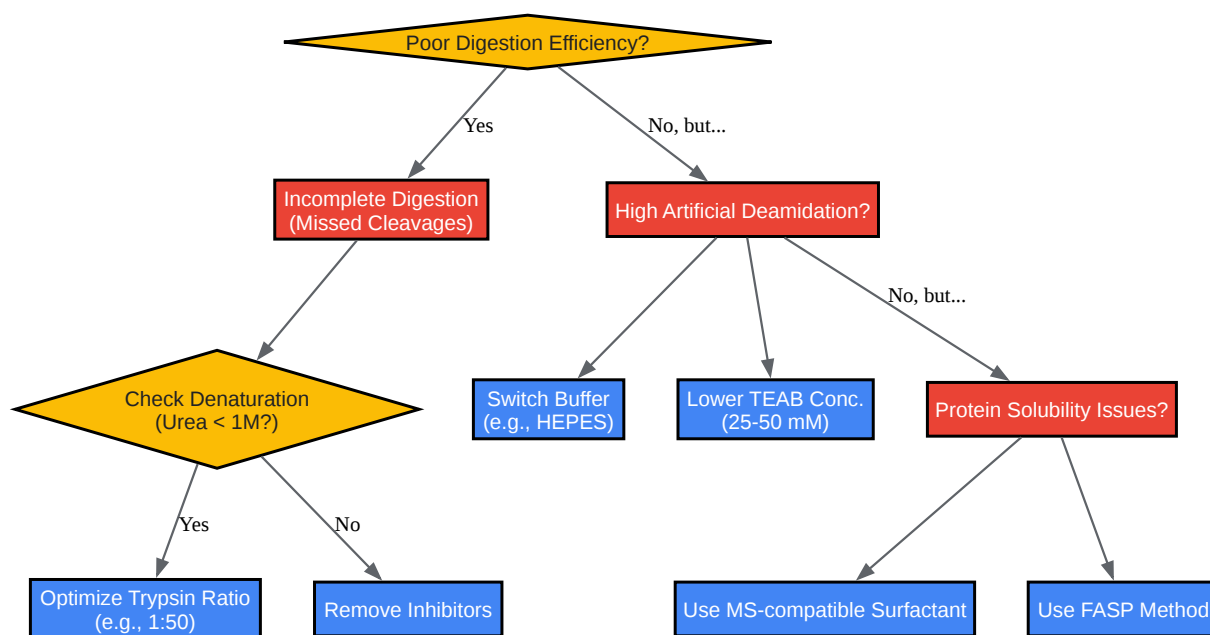 Poor Digestion Efficiency?
Yes
No, but...
Incomplete Digestion
(Missed Cleavages)
High Artificial Deamidation?
No, but...
Check Denaturation
(Urea < 1M?)
Switch Buffer
(e.g., HEPES)
Lower TEAB Conc.
(25-50 mM)
Protein Solubility Issues?
Yes
No
Optimize Trypsin Ratio
(e.g., 1:50)
Remove Inhibitors
Use MS-compatible Surfactant
Use FASP Method